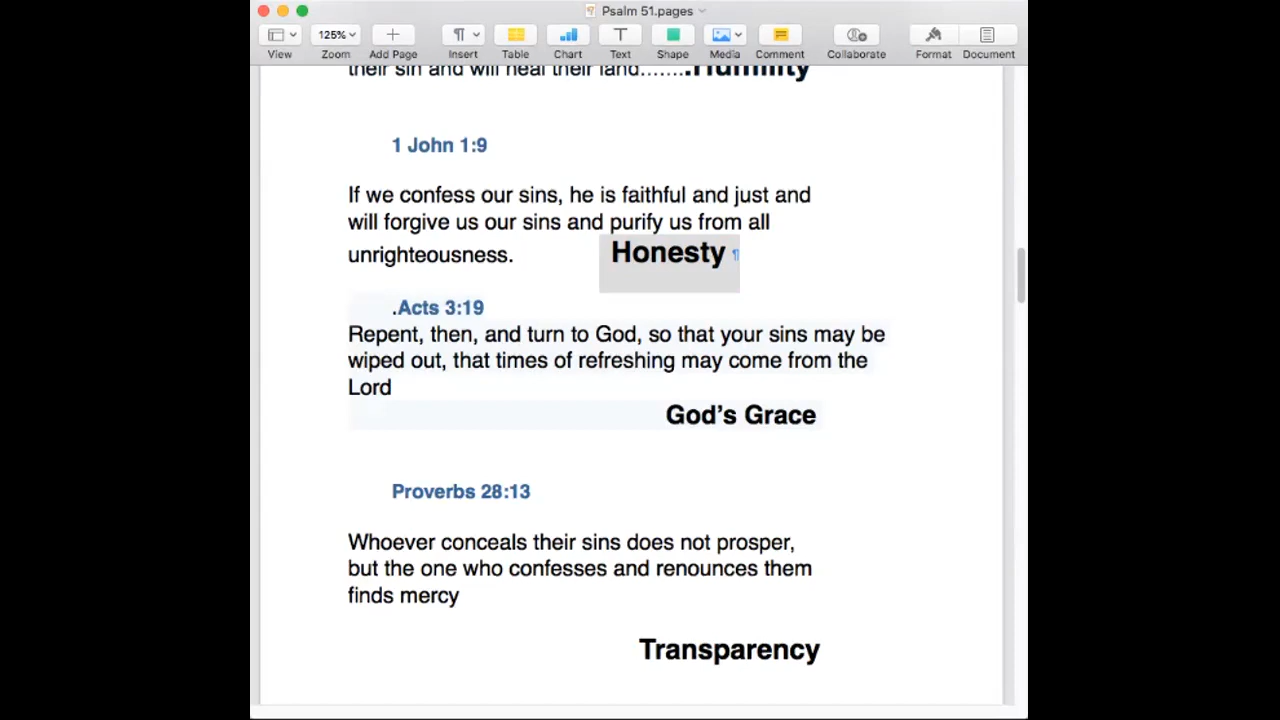 Psalm 51.pages
125%
View Zoom Add Page Insert Table Chart Text Shape Media Comment Collaborate Format Document
their sin and will heal their land.......Humility
1 John 1:9
If we confess our sins, he is faithful and just and
will forgive us our sins and purify us from all
unrighteousness. Honesty ¶
.Acts 3:19
Repent, then, and turn to God, so that your sins may be
wiped out, that times of refreshing may come from the
Lord
God’s Grace
Proverbs 28:13
Whoever conceals their sins does not prosper,
but the one who confesses and renounces them
finds mercy
Transparency